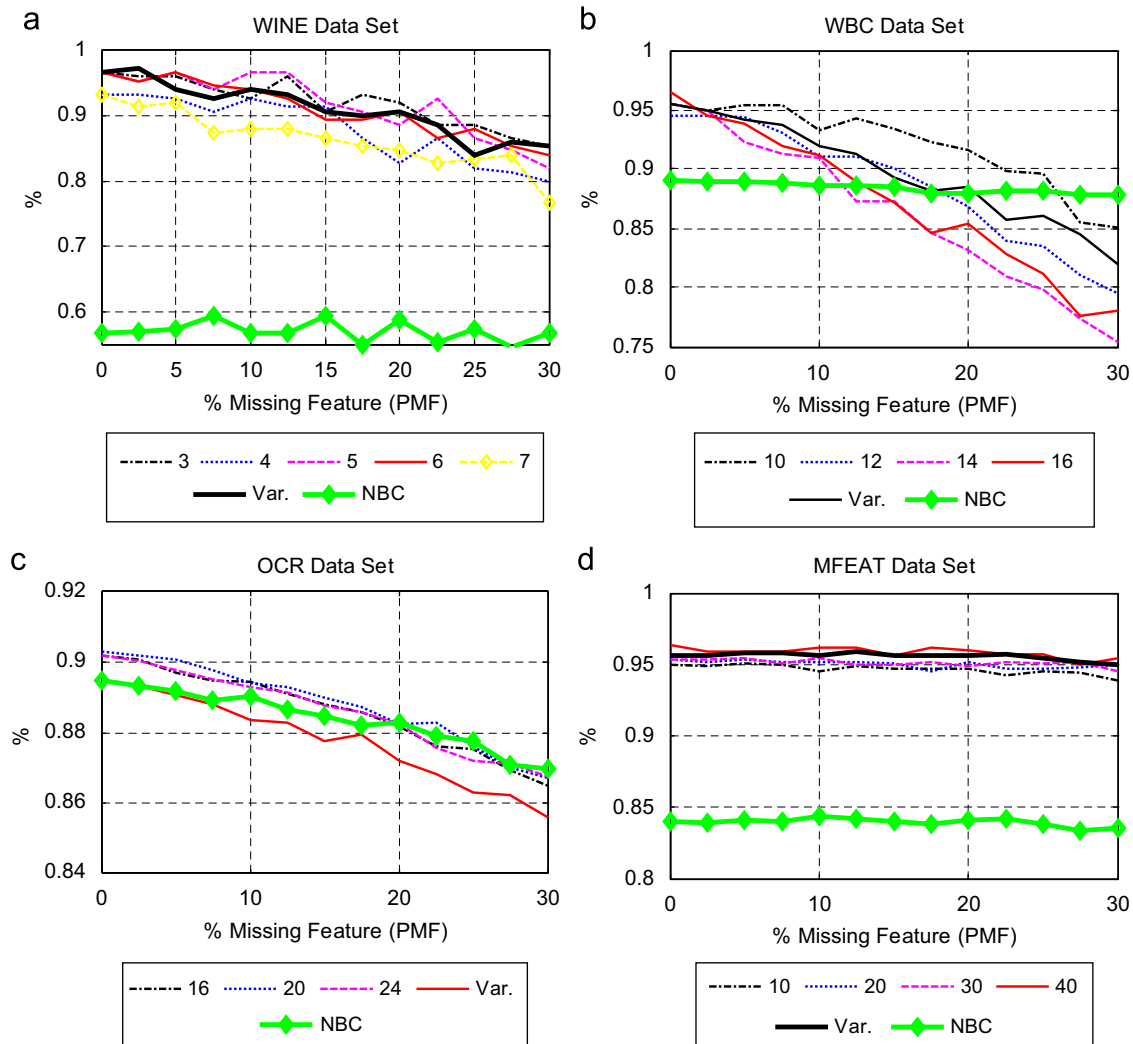 a
WINE Data Set
1
0.9
0.8
0.7
0.6
%
0 5 10 15 20 25 30
% Missing Feature (PMF)
3 4 5 6 7
Var. NBC
b
WBC Data Set
0.95
0.9
0.85
0.8
0.75
%
0 10 20 30
% Missing Feature (PMF)
10 12 14 16
Var. NBC
c
OCR Data Set
0.92
0.9
0.88
0.86
0.84
%
0 10 20 30
% Missing Feature (PMF)
16 20 24 Var.
NBC
d
MFEAT Data Set
1
0.95
0.9
0.85
0.8
%
0 10 20 30
% Missing Feature (PMF)
10 20 30 40
Var. NBC